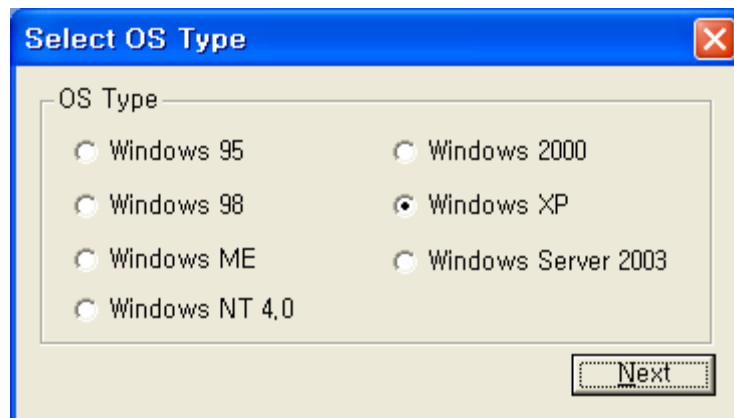 Select OS Type
OS Type
Windows 95
Windows 98
Windows ME
Windows NT 4.0
Windows 2000
Windows XP
Windows Server 2003
Next